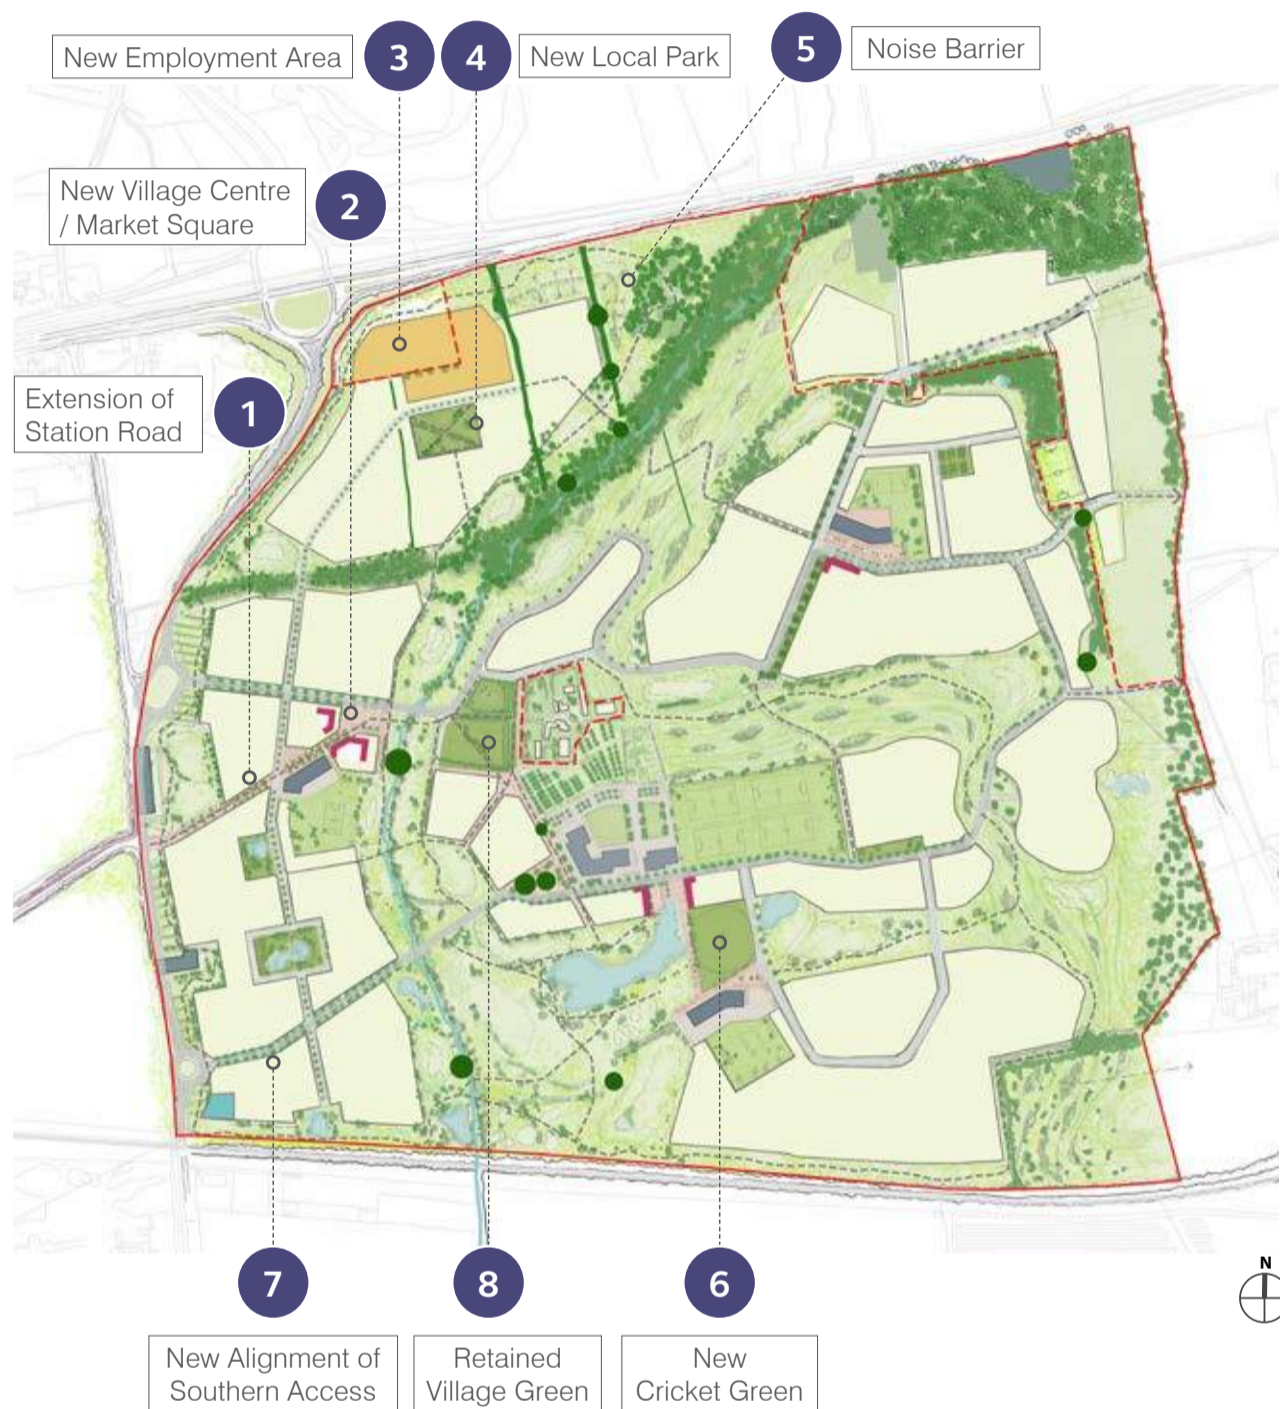 New Employment Area
3
4
New Local Park
5
Noise Barrier
New Village Centre
/ Market Square
2
Extension of
Station Road
1
N
7
8
6
New Alignment of
Southern Access
Retained
Village Green
New
Cricket Green